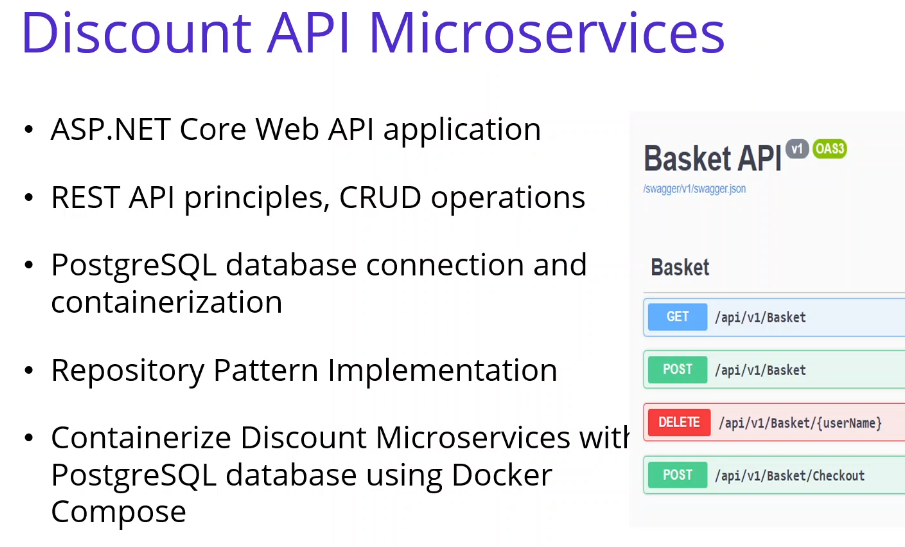 Discount API Microservices
• ASP.NET Core Web API application
• REST API principles, CRUD operations
• PostgreSQL database connection and
containerization
• Repository Pattern Implementation
• Containerize Discount Microservices with
PostgreSQL database using Docker
Compose
Basket API v1 OAS3
/swagger/v1/swagger.json
Basket
GET /api/v1/Basket
POST /api/v1/Basket
DELETE /api/v1/Basket/{userName}
POST /api/v1/Basket/Checkout